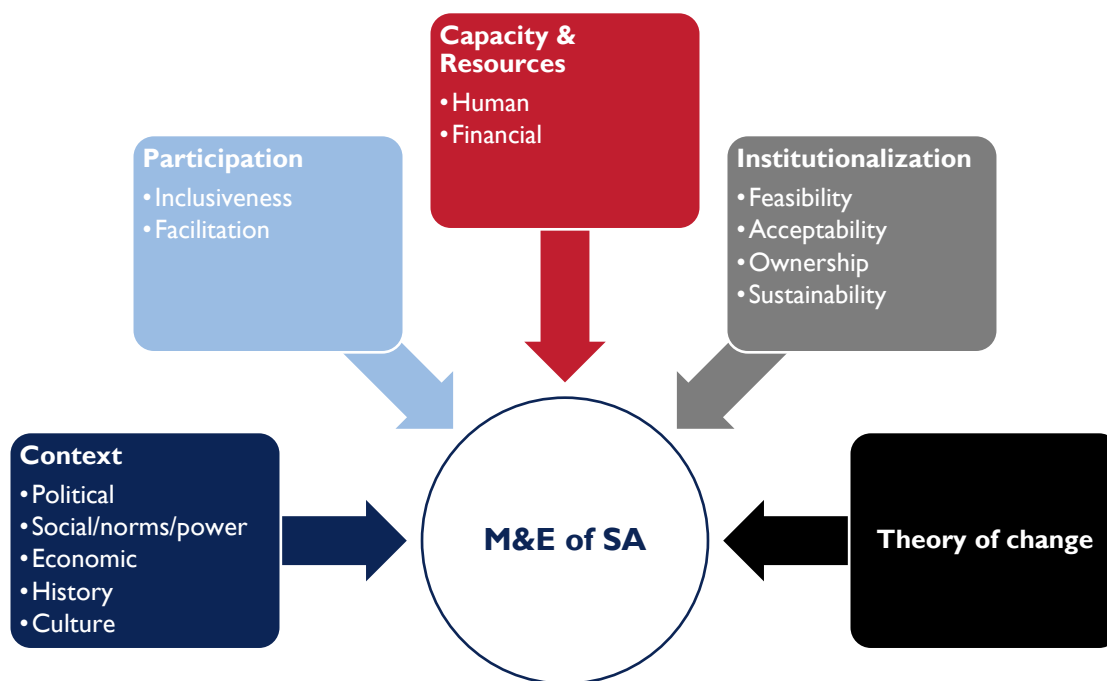 Capacity &
Resources
• Human
• Financial
Participation
• Inclusiveness
• Facilitation
Institutionalization
• Feasibility
• Acceptability
• Ownership
• Sustainability
Context
• Political
• Social/norms/power
• Economic
• History
• Culture
M&E of SA
Theory of change